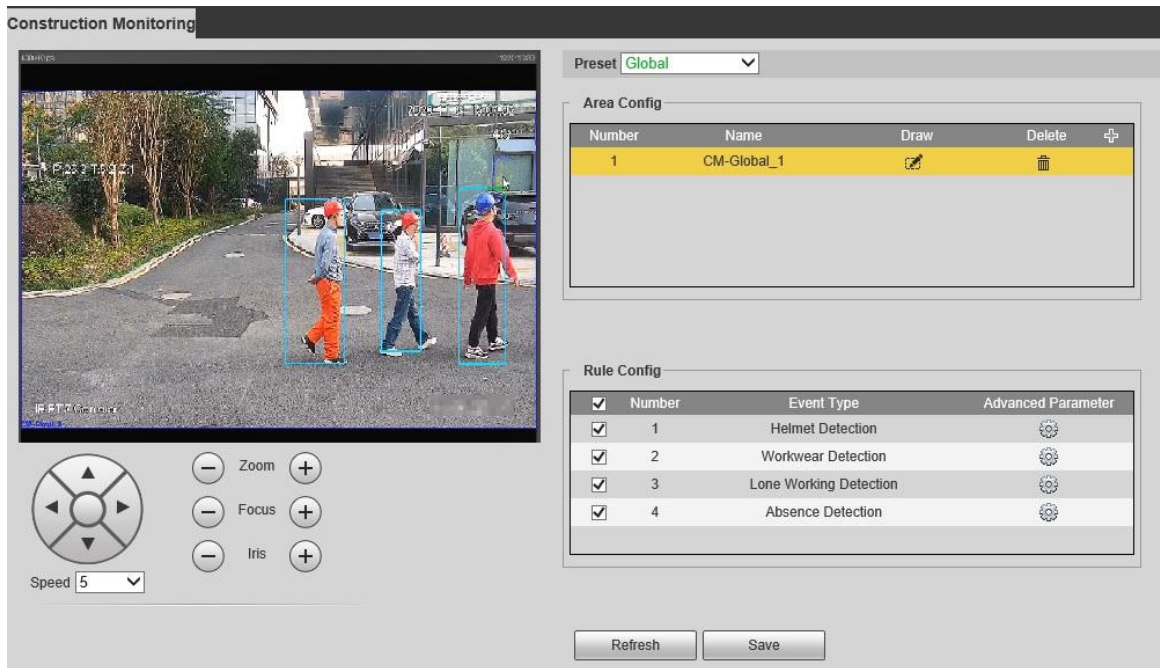 Construction Monitoring
Preset Global
Area Config
Number Name Draw Delete
1 CM-Global_1
Rule Config
Number Event Type Advanced Parameter
1 Helmet Detection
2 Workwear Detection
3 Lone Working Detection
4 Absence Detection
Zoom
Focus
Iris
Speed 5
Refresh Save